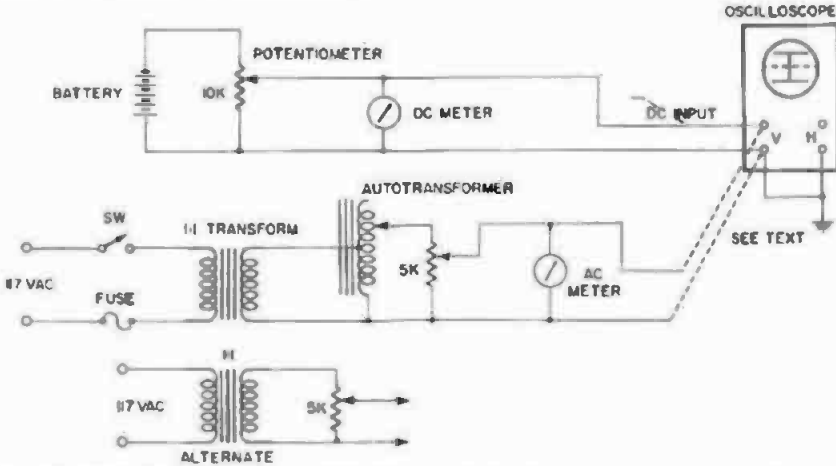 OSCILLOSCOPE
POTENTIOMETER
BATTERY
10K
DC METER
DC INPUT
V
H
AUTOTRANSFORMER
SW
1:1 TRANSFORM
SEE TEXT
5K
AC
METER
117 VAC
FUSE
1:1
117 VAC
5K
ALTERNATE